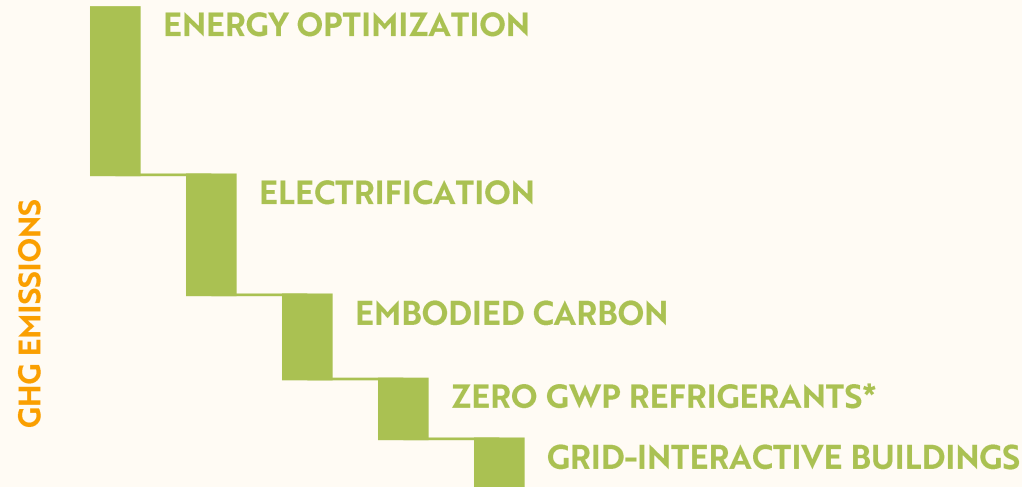 ENERGY OPTIMIZATION
ELECTRIFICATION
GHG EMISSIONS
EMBODIED CARBON
ZERO GWP REFRIGERANTS*
GRID-INTERACTIVE BUILDINGS